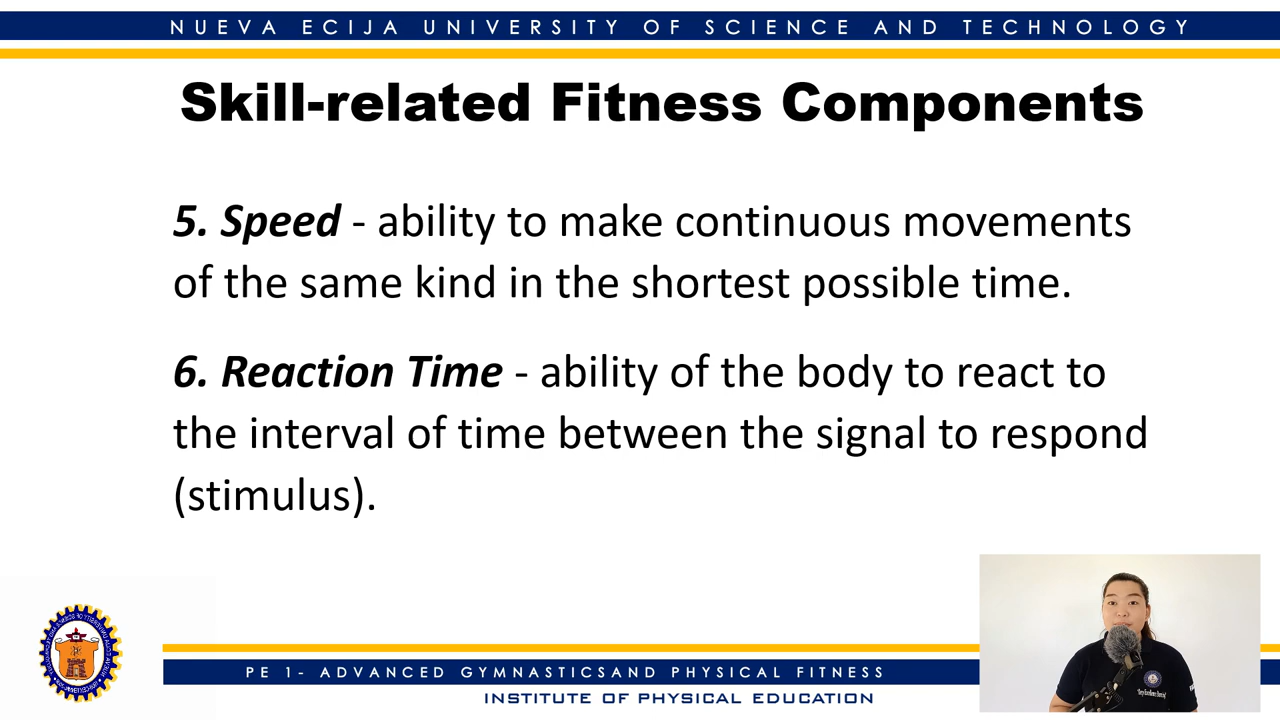 NUEVA ECIJA UNIVERSITY OF SCIENCE AND TECHNOLOGY
Skill-related Fitness Components
5. Speed - ability to make continuous movements
of the same kind in the shortest possible time.
6. Reaction Time - ability of the body to react to
the interval of time between the signal to respond
(stimulus).
PE 1- ADVANCED GYMNASTICSAND PHYSICAL FITNESS
INSTITUTE OF PHYSICAL EDUCATION